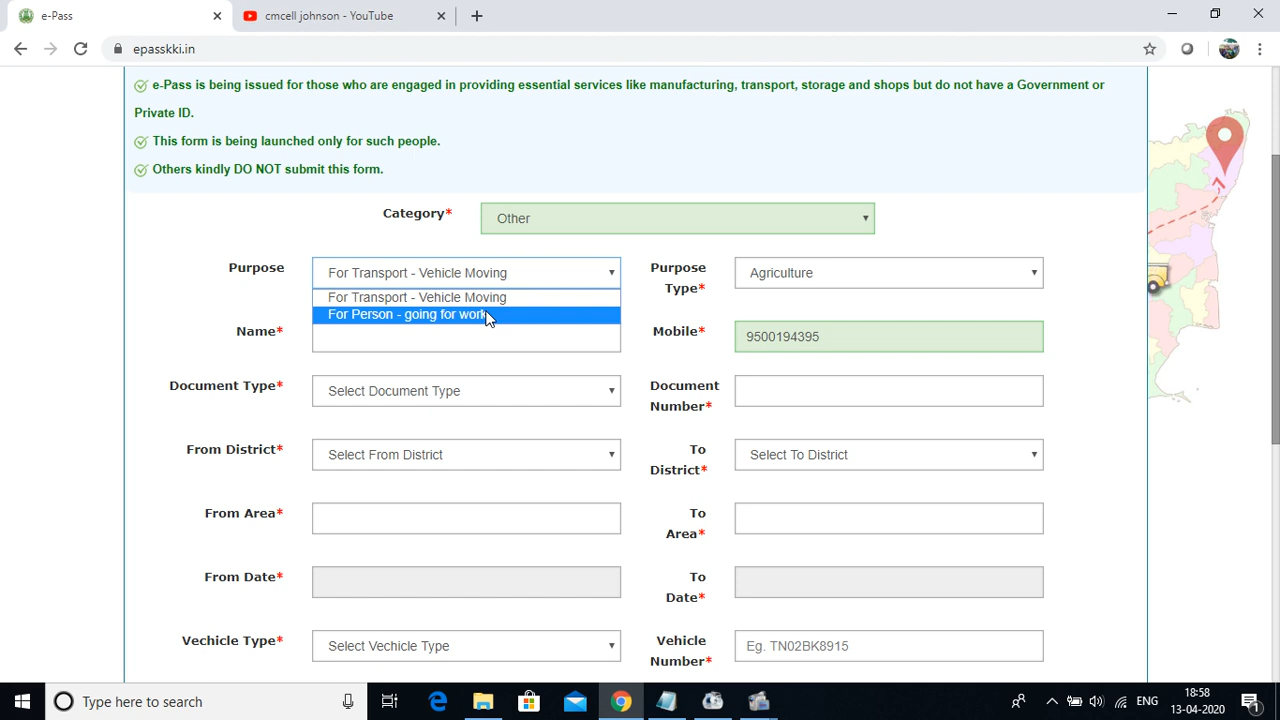 e-Pass
cmcell johnson - YouTube
epasskki.in
e-Pass is being issued for those who are engaged in providing essential services like manufacturing, transport, storage and shops but do not have a Government or
Private ID.
This form is being launched only for such people.
Others kindly DO NOT submit this form.
Category* Other
Purpose For Transport - Vehicle Moving Purpose Type* Agriculture
For Transport - Vehicle Moving
For Person - going for work
Name* Mobile* 9500194395
Document Type* Select Document Type Document Number*
From District* Select From District To District* Select To District
From Area* To Area*
From Date* To Date*
Vechicle Type* Select Vechicle Type Vehicle Number* Eg. TN02BK8915
Type here to search
ENG
18:58
13-04-2020
1